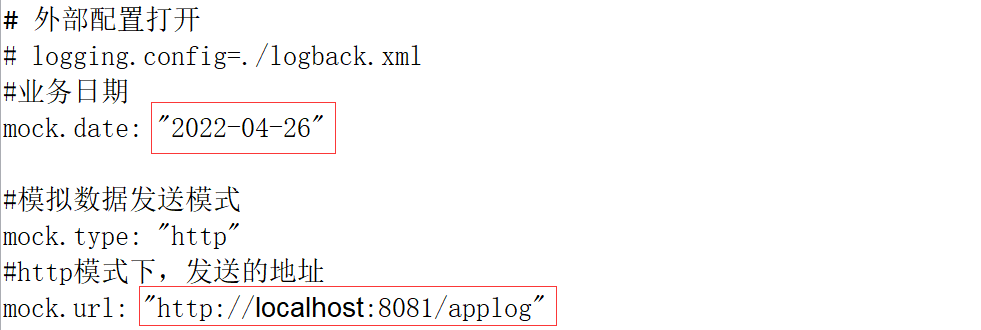 # 外部配置打开
# logging.config=./logback.xml
#业务日期
mock.date: "2022-04-26"
#模拟数据发送模式
mock.type: "http"
#http模式下，发送的地址
mock.url: "http://localhost:8081/applog"